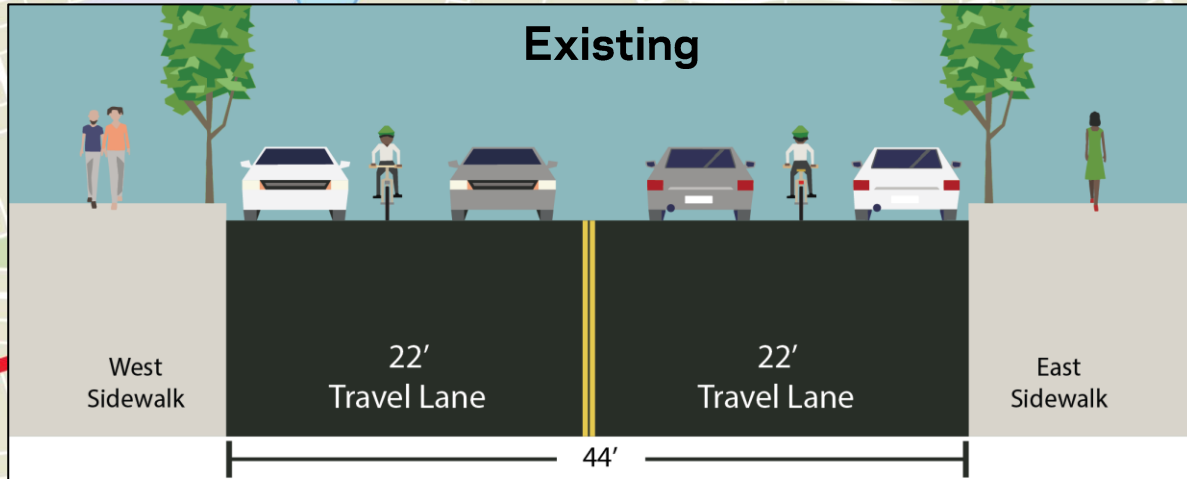 Existing
West
Sidewalk
22′
Travel Lane
22′
Travel Lane
East
Sidewalk
44′